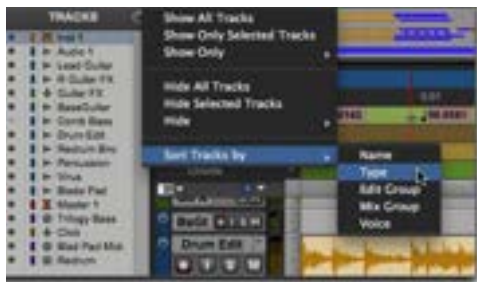 TRACKS
Inst 1
Audio 1
Lead Guitar
R Guitar FX
L Guitar FX
BassGuitar
Comb Bass
Drum Edit
Redrum Bns
Percussion
Virus
Blade Pad
Master 1
Trilogy Bass
Click
Blad Pad Midi
Redrum
Show All Tracks
Show Only Selected Tracks
Show Only
Hide All Tracks
Hide Selected Tracks
Hide
Sort Tracks by
Name
Type
Edit Group
Mix Group
Voice
BssGt
Drum Edit